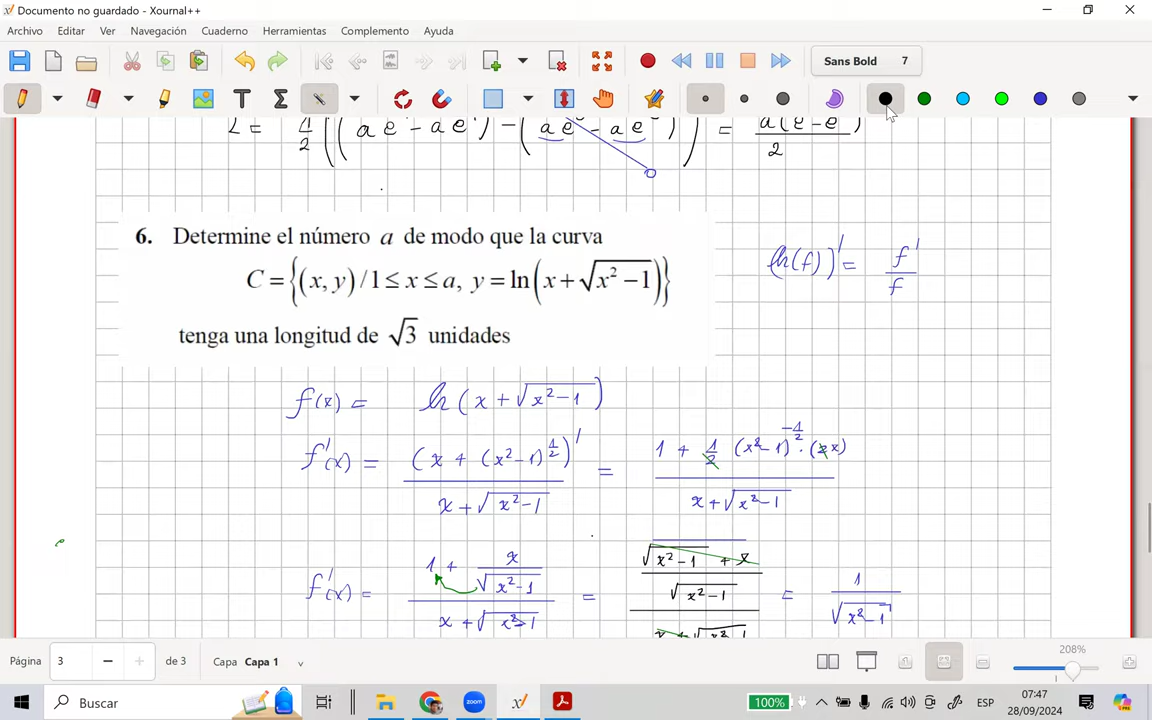 Documento no guardado - Xournal++
Archivo Editar Ver Navegación Cuaderno Herramientas Complemento Ayuda
Sans Bold 7
6. Determine el número a de modo que la curva
C = {(x, y) / 1 ≤ x ≤ a, y = ln(x + √(x² − 1))}
tenga una longitud de √3 unidades
(ln(f))' = f' / f
f(x) = ln(x + √(x² − 1))
f'(x) = (x + (x² − 1)^(1/2))' / (x + √(x² − 1)) = (1 + 1/2 (x² − 1)^(−1/2) · (2x)) / (x + √(x² − 1))
f'(x) = (1 + x/√(x² − 1)) / (x + √(x² − 1)) = ((√(x² − 1) + x) / √(x² − 1)) / (x + √(x² − 1)) = 1 / √(x² − 1)
Página 3 de 3 Capa Capa 1 208%
Buscar 100% ESP 07:47
28/09/2024